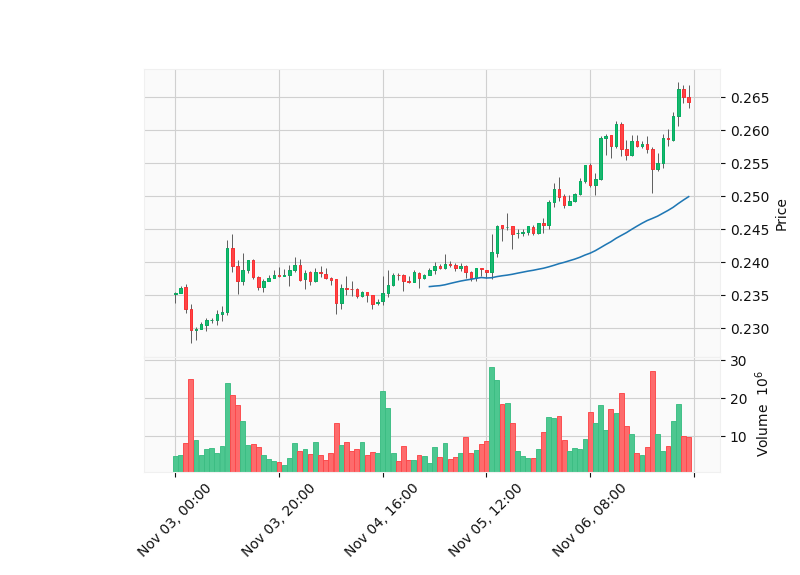 0.265
0.260
0.255
0.250
0.245
0.240
0.235
0.230
Price
30
20
10
Volume 10^6
Nov 03, 00:00
Nov 03, 20:00
Nov 04, 16:00
Nov 05, 12:00
Nov 06, 08:00